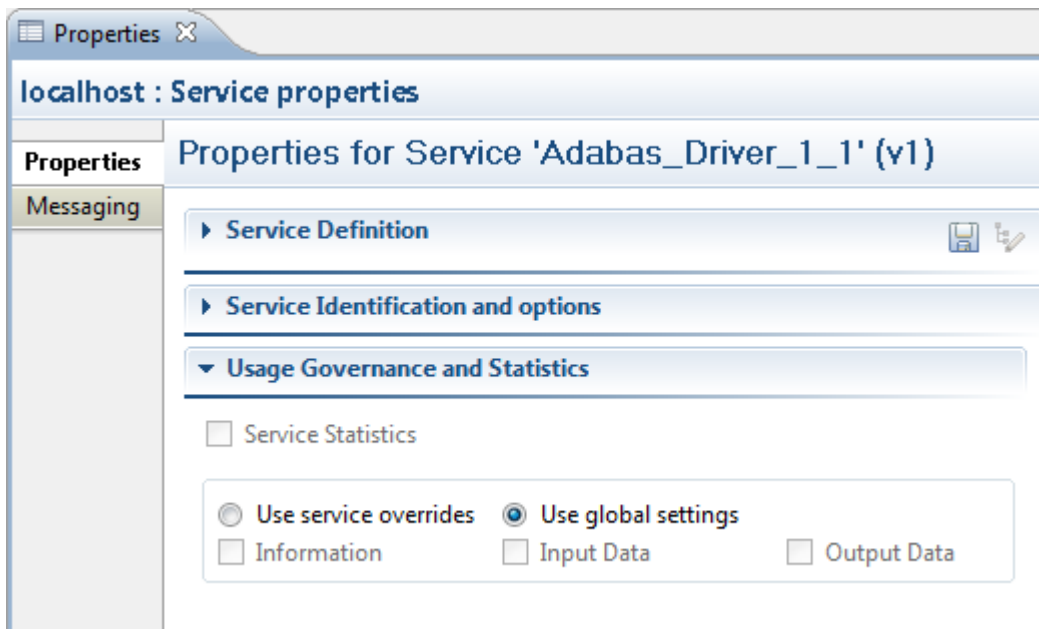 Properties
localhost : Service properties
Properties
Messaging
Properties for Service 'Adabas_Driver_1_1' (v1)
Service Definition
Service Identification and options
Usage Governance and Statistics
Service Statistics
Use service overrides Use global settings
Information Input Data Output Data